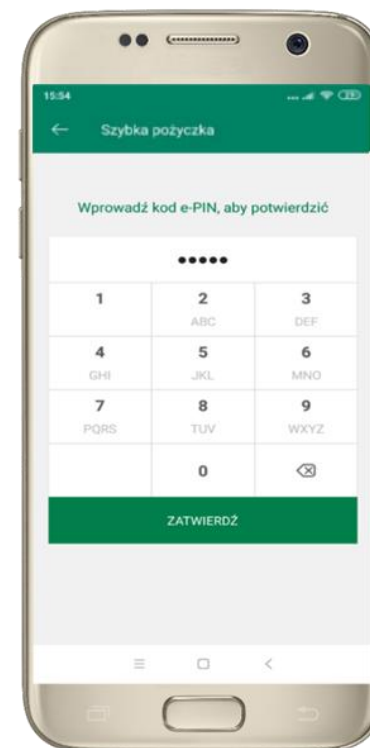 15:54
Szybka pożyczka
Wprowadź kod e-PIN, aby potwierdzić
•••••
1 2 3
ABC DEF
4 5 6
GHI JKL MNO
7 8 9
PQRS TUV WXYZ
0
ZATWIERDŹ